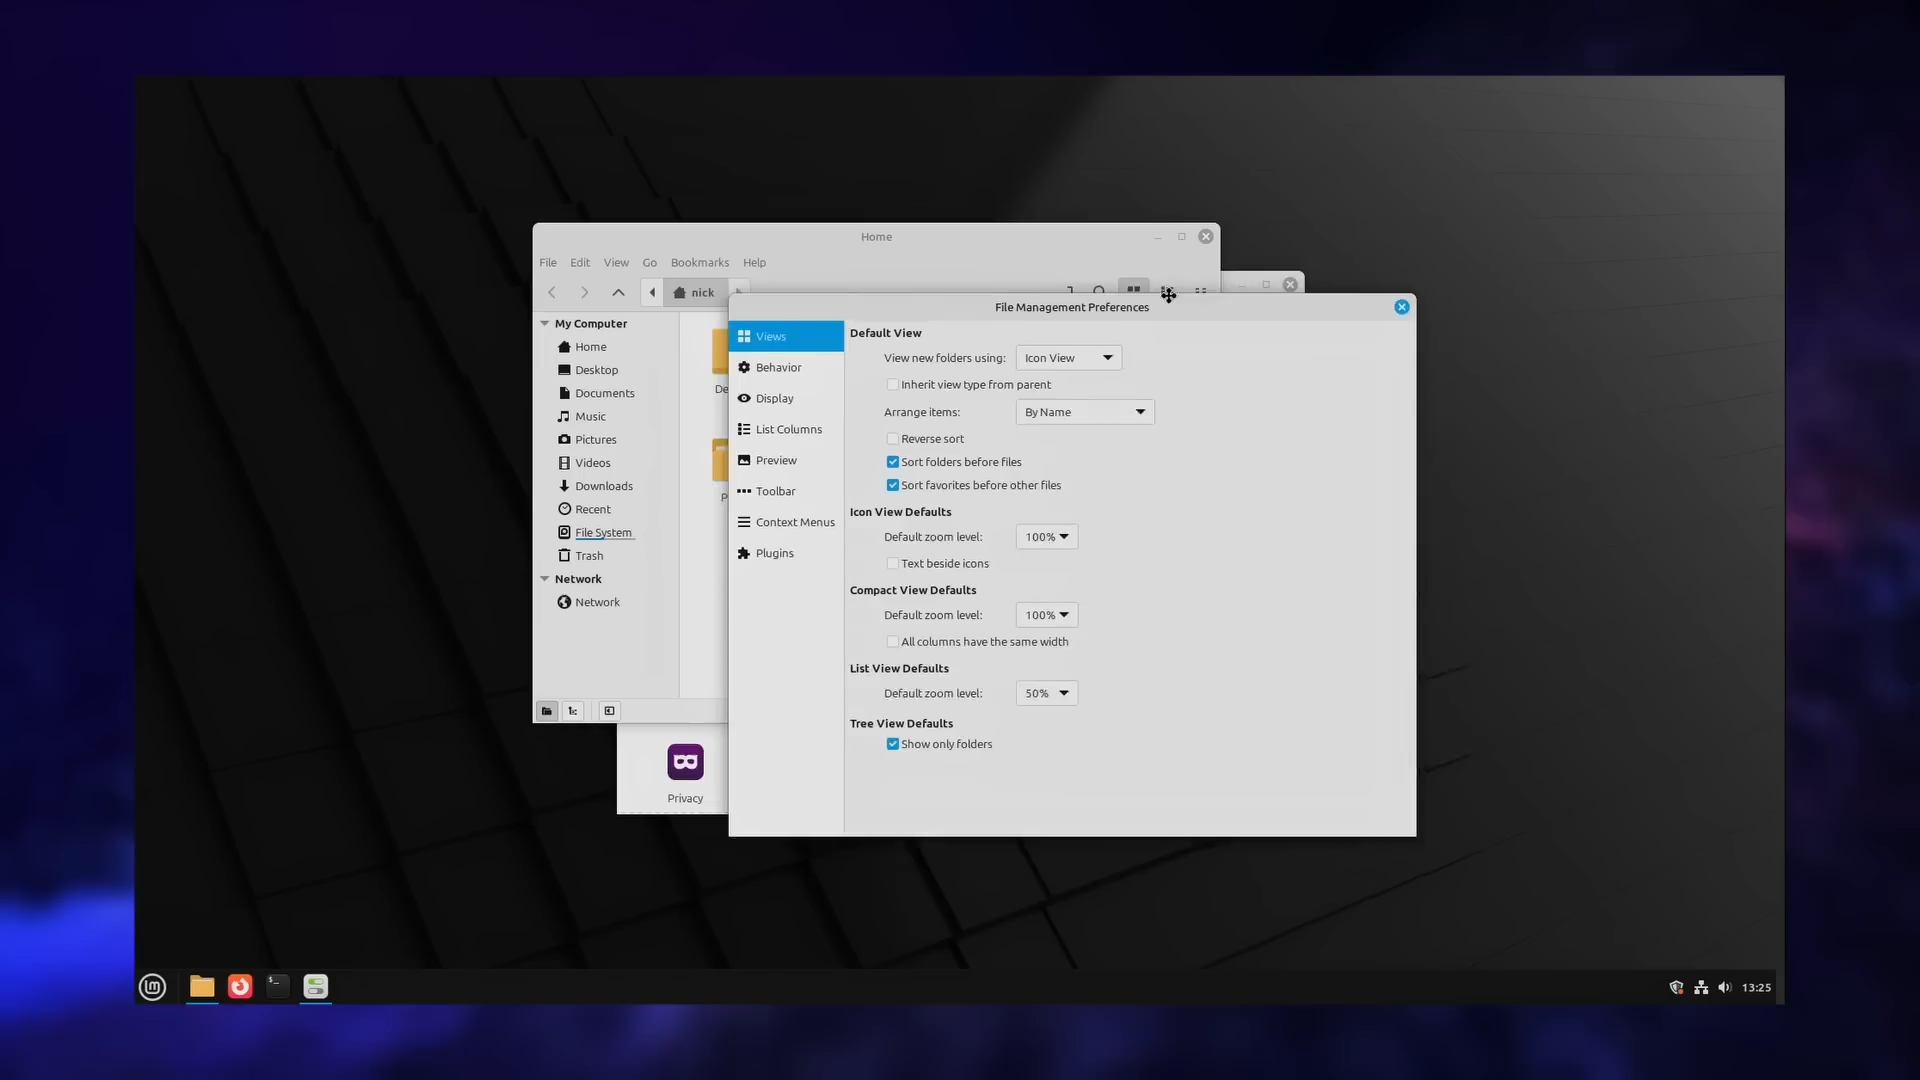 Home
File Edit View Go Bookmarks Help
nick
File Management Preferences
My Computer
Home
Desktop
Documents
Music
Pictures
Videos
Downloads
Recent
File System
Trash
Network
Network
De
Views
Behavior
Display
List Columns
Preview
Toolbar
Context Menus
Plugins
Default View
View new folders using: Icon View
Inherit view type from parent
Arrange items: By Name
Reverse sort
Sort folders before files
Sort favorites before other files
Icon View Defaults
Default zoom level: 100%
Text beside icons
Compact View Defaults
Default zoom level: 100%
All columns have the same width
List View Defaults
Default zoom level: 50%
Tree View Defaults
Show only folders
Privacy
13:25